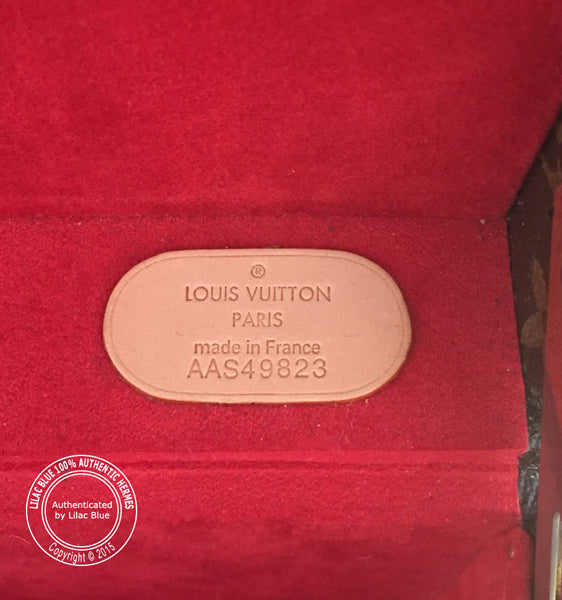 ®
LOUIS VUITTON
PARIS
made in France
AAS49823
LILAC BLUE 100% AUTHENTIC HERMES
Authenticated
by Lilac Blue
Copyright © 2015